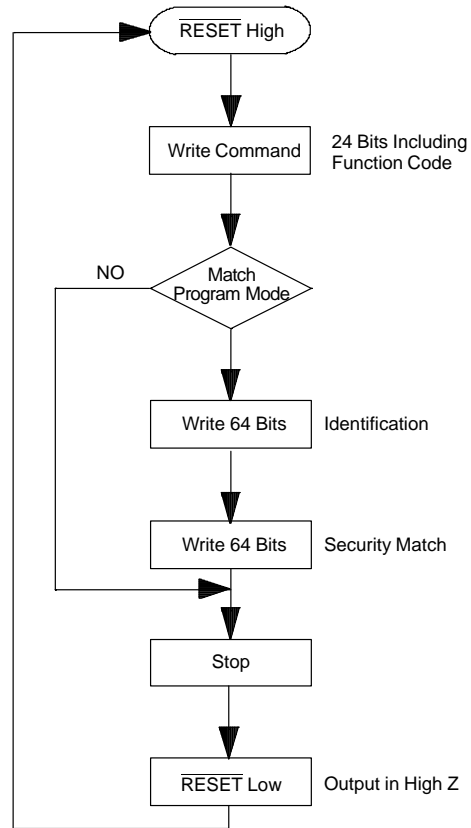 RESET High
Write Command
24 Bits Including
Function Code
NO
Match
Program Mode
Write 64 Bits
Identification
Write 64 Bits
Security Match
Stop
RESET Low
Output in High Z